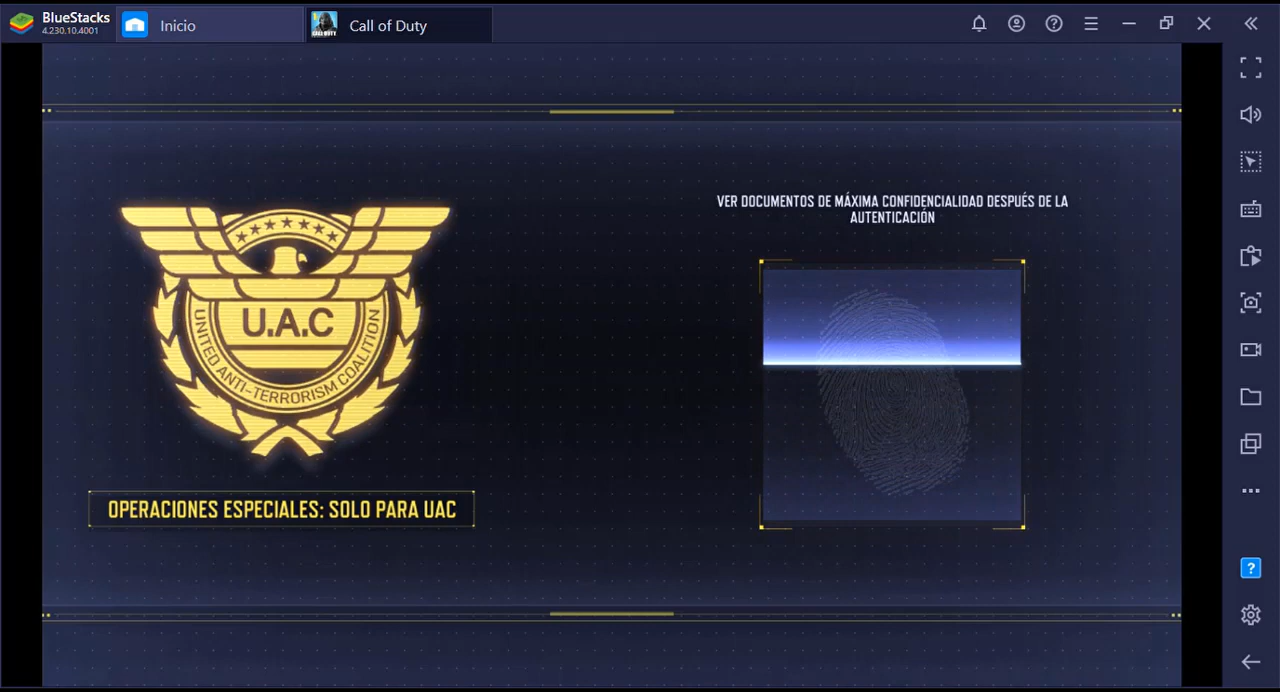 BlueStacks
4.230.10.4001
Inicio
Call of Duty
VER DOCUMENTOS DE MÁXIMA CONFIDENCIALIDAD DESPUÉS DE LA
AUTENTICACIÓN
U.A.C
UNITED ANTI-TERRORISM COALITION
OPERACIONES ESPECIALES: SOLO PARA UAC